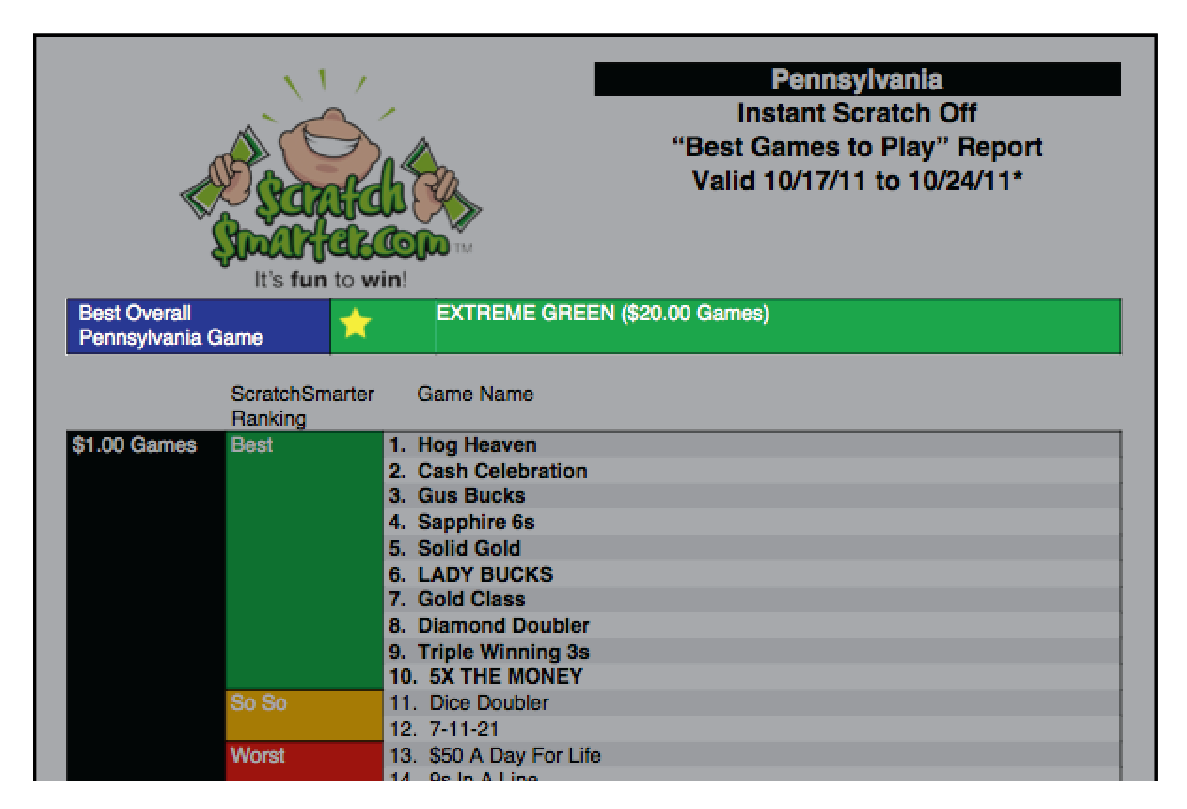 Pennsylvania
Instant Scratch Off
“Best Games to Play” Report
Valid 10/17/11 to 10/24/11*
$cratch
$marter.com TM
It's fun to win!
Best Overall
Pennsylvania Game
EXTREME GREEN ($20.00 Games)
ScratchSmarter
Ranking
Game Name
$1.00 Games
Best
1. Hog Heaven
2. Cash Celebration
3. Gus Bucks
4. Sapphire 6s
5. Solid Gold
6. LADY BUCKS
7. Gold Class
8. Diamond Doubler
9. Triple Winning 3s
10. 5X THE MONEY
So So
11. Dice Doubler
12. 7-11-21
Worst
13. $50 A Day For Life
14. 9s In A Line